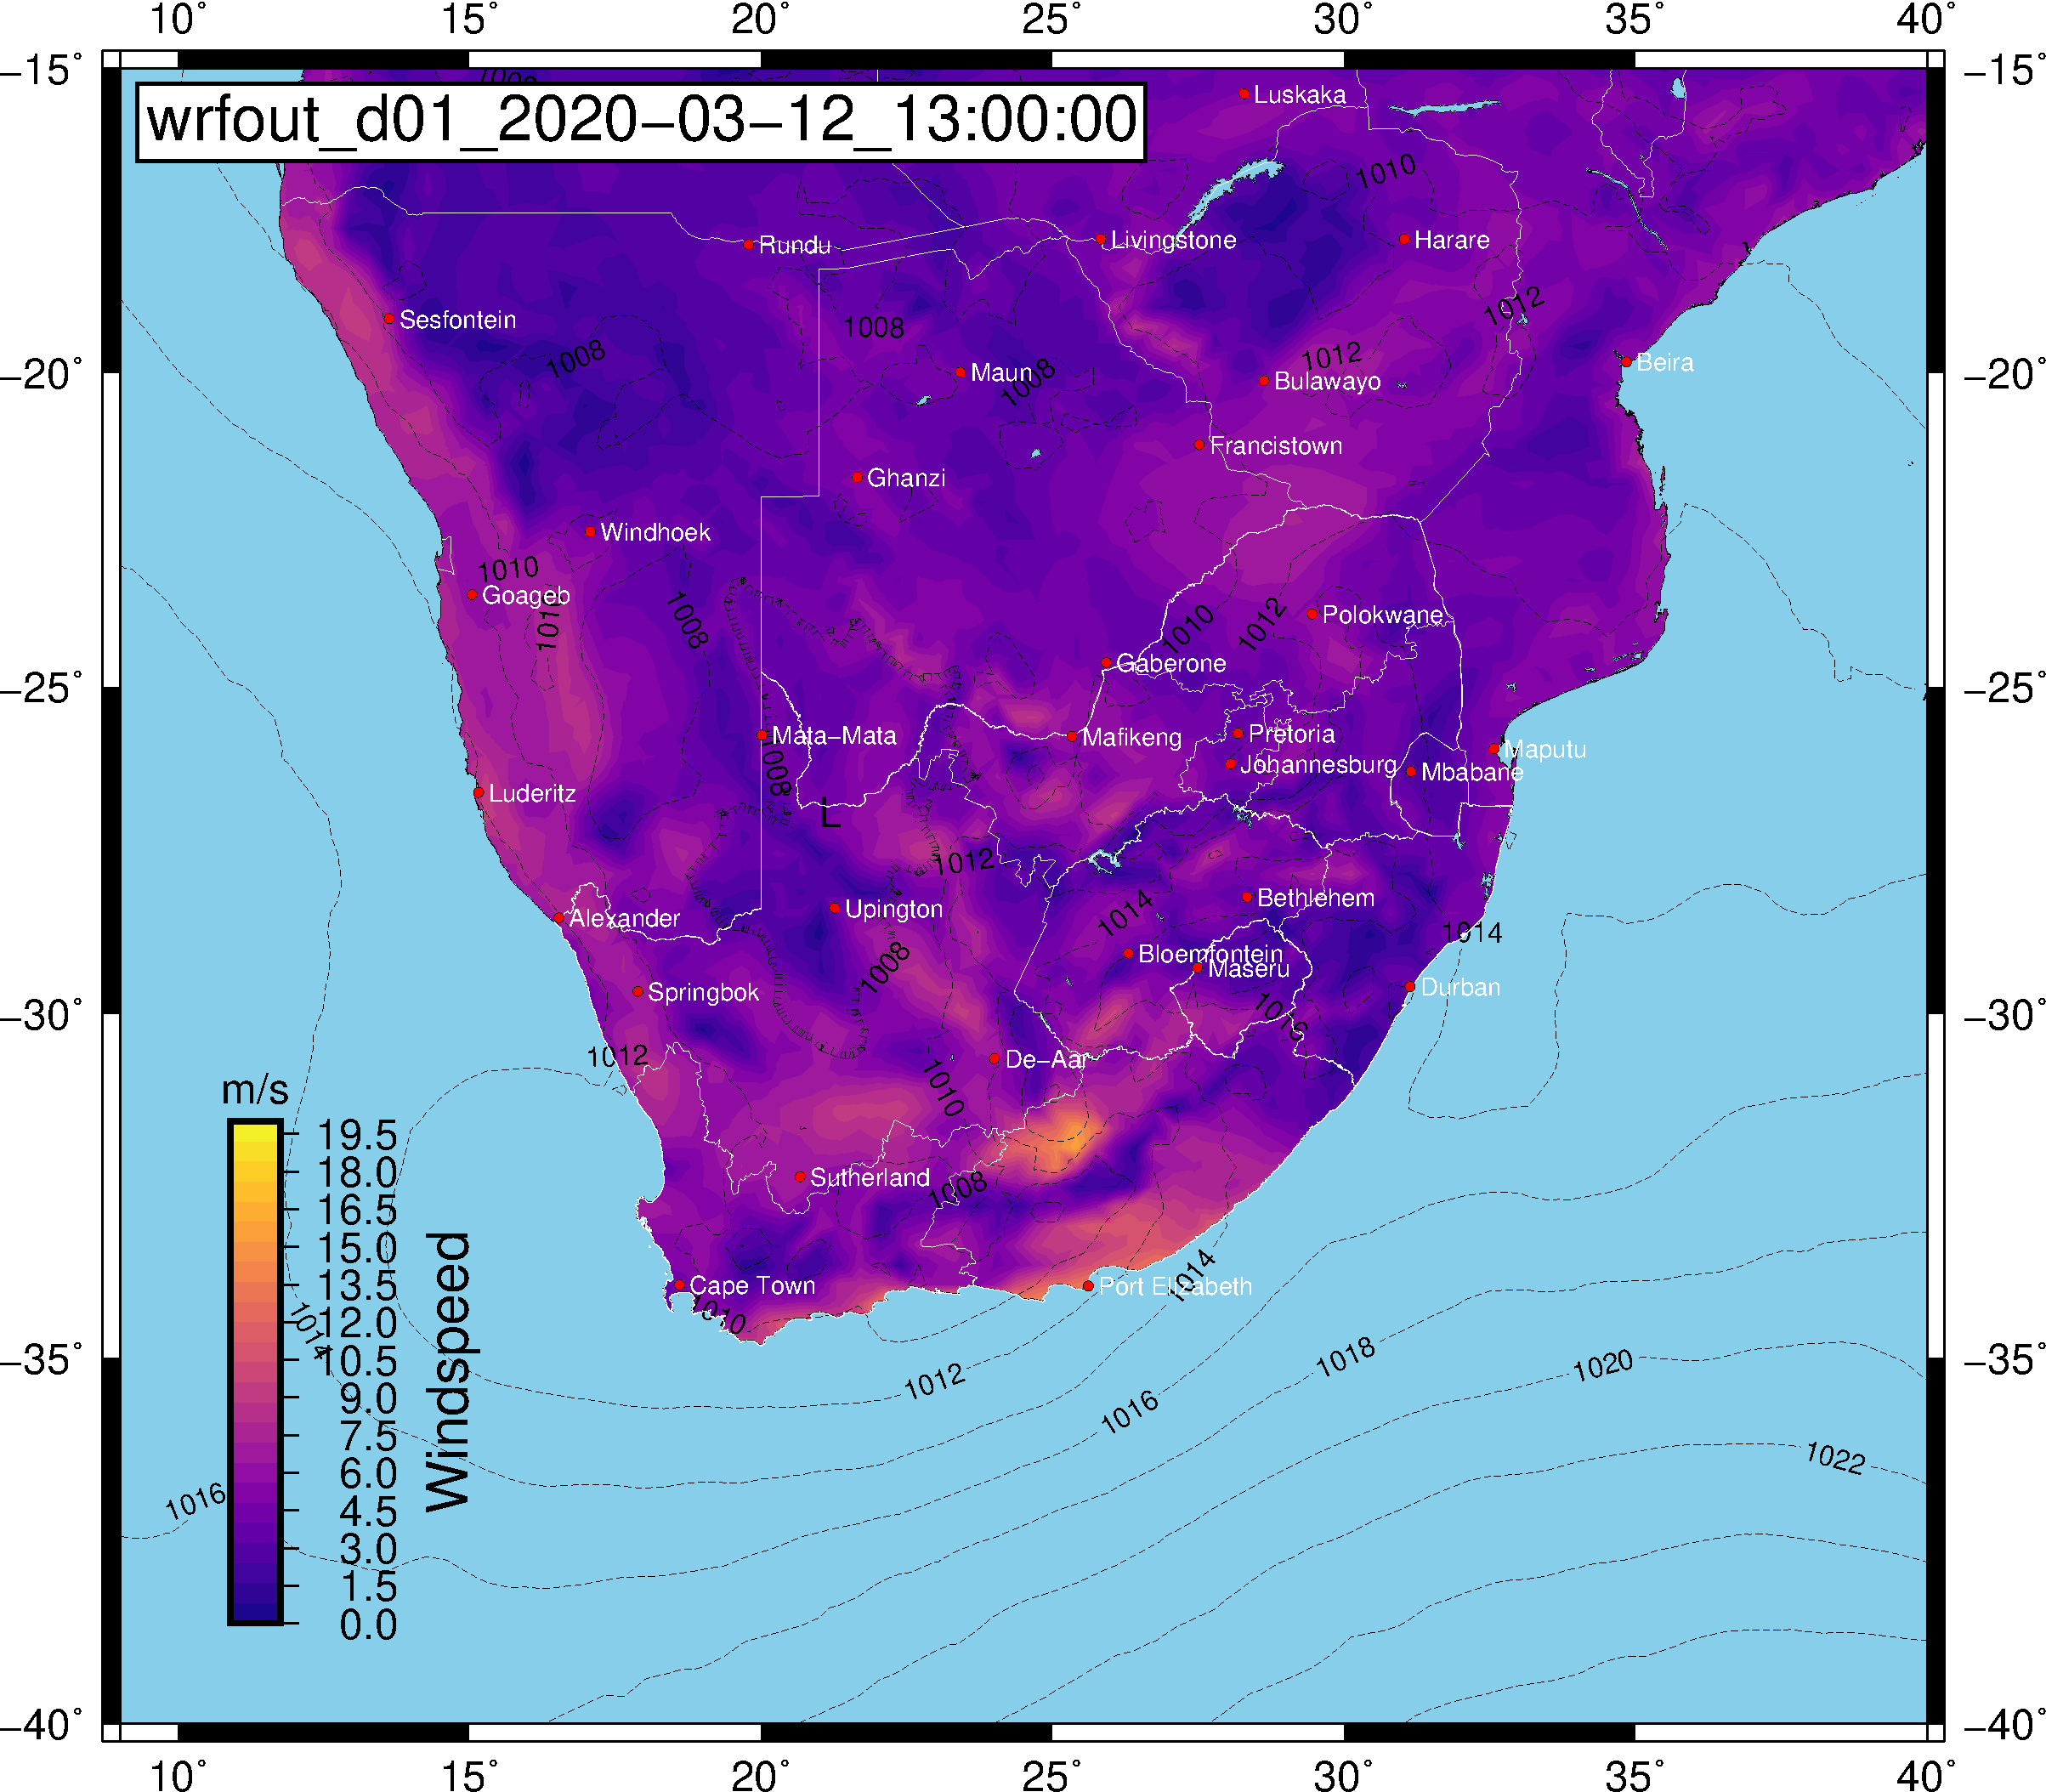 10° 15° 20° 25° 30° 35° 40°
−15° −15°
wrfout_d01_2020−03−12_13:00:00
Luskaka
1010
Rundu
Livingstone
Harare
1012
Sesfontein
1008
1008
1012
Maun
1008
Bulawayo
Beira
−20° −20°
Francistown
Ghanzi
Windhoek
1010
Goageb
1010
1008
1010
1012
Polokwane
Gaberone
−25° −25°
Mata−Mata
Mafikeng
Pretoria
Maputu
Johannesburg
Mbabane
1008
Luderitz
L
1012
Bethlehem
Alexander
Upington
1014
1014
Bloemfontein
Maseru
1008
Springbok
Durban
1016
−30° −30°
1012
De−Aar
1010
m/s
19.5
18.0
16.5
15.0
13.5
12.0
10.5
9.0
7.5
6.0
4.5
3.0
1.5
0.0
Windspeed
Sutherland
1008
Cape Town
Port Elizabeth
1014
1010
1014
−35° −35°
1012
1018
1020
1016
1022
1016
−40° −40°
10° 15° 20° 25° 30° 35° 40°